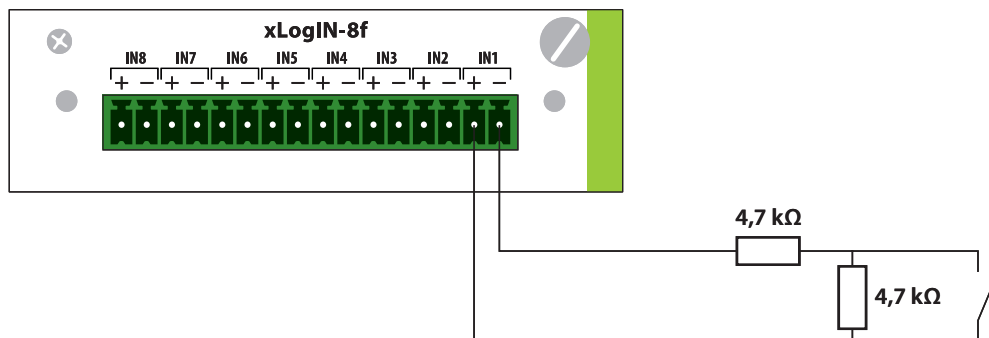 xLogIN-8f
IN8 IN7 IN6 IN5 IN4 IN3 IN2 IN1
+ − + − + − + − + − + − + − + −
4,7 kΩ
4,7 kΩ